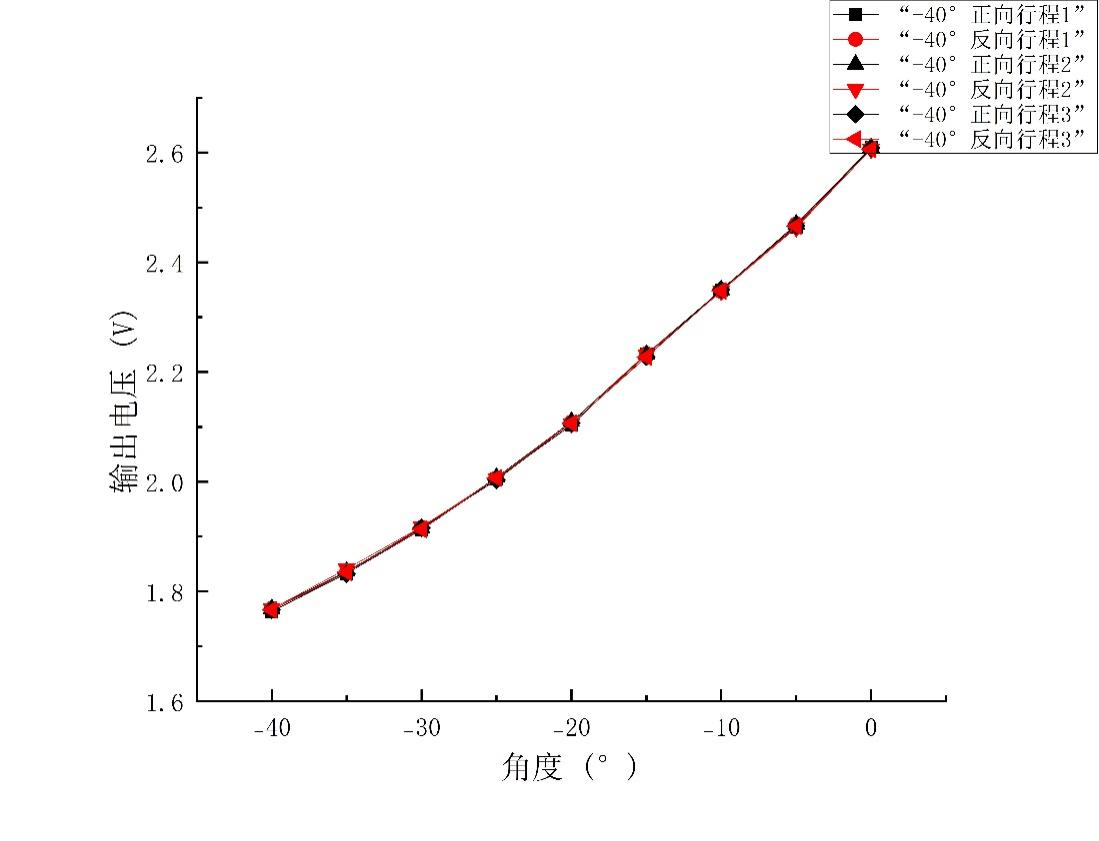 “-40° 正向行程1”
“-40° 反向行程1”
“-40° 正向行程2”
“-40° 反向行程2”
“-40° 正向行程3”
“-40° 反向行程3”
2.6
2.4
2.2
2.0
1.8
1.6
输出电压 (V)
-40 -30 -20 -10 0
角度 (°)